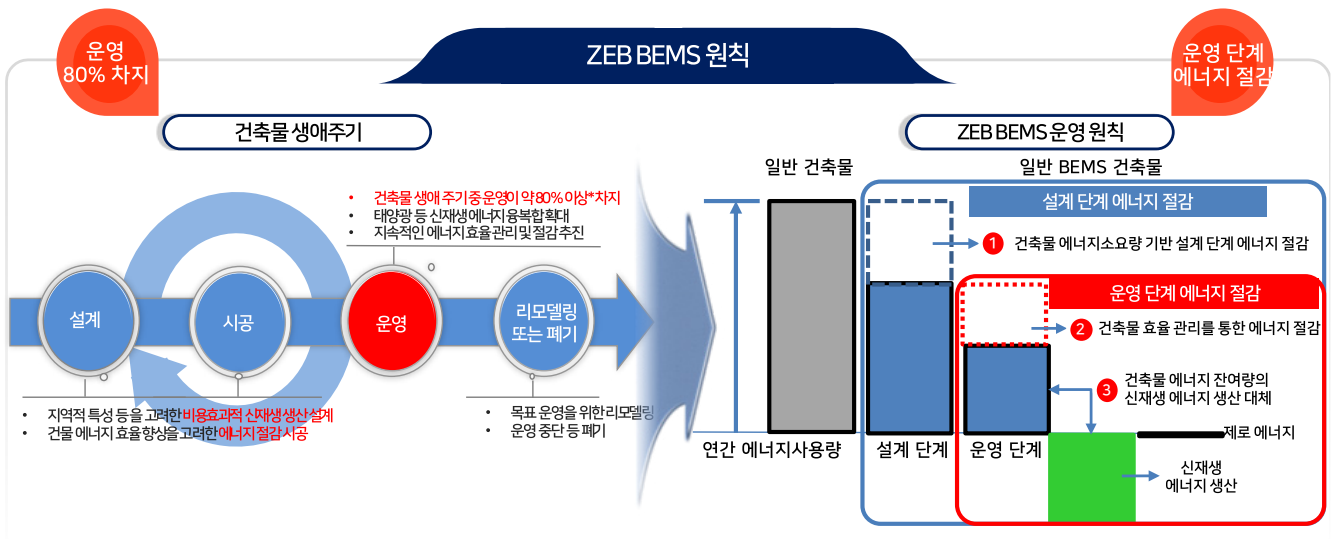 운영
80% 차지
ZEB BEMS 원칙
운영 단계
에너지 절감
건축물 생애주기
ZEB BEMS 운영 원칙
일반 건축물
일반 BEMS 건축물
• 건축물 생애 주기 중 운영이 약 80% 이상* 차지
• 태양광 등 신재생 에너지 융복합 확대
• 지속적인 에너지 효율 관리 및 절감 추진
설계
시공
운영
리모델링
또는 폐기
• 지역적 특성 등을 고려한 비용효과적 신재생 생산 설계
• 건물 에너지 효율 향상을 고려한 에너지 절감 시공
• 목표 운영을 위한 리모델링
• 운영 중단 등 폐기
설계 단계 에너지 절감
1 건축물 에너지소요량 기반 설계 단계 에너지 절감
운영 단계 에너지 절감
2 건축물 효율 관리를 통한 에너지 절감
3 건축물 에너지 잔여량의
신재생 에너지 생산 대체
연간 에너지사용량
설계 단계
운영 단계
제로 에너지
신재생
에너지 생산